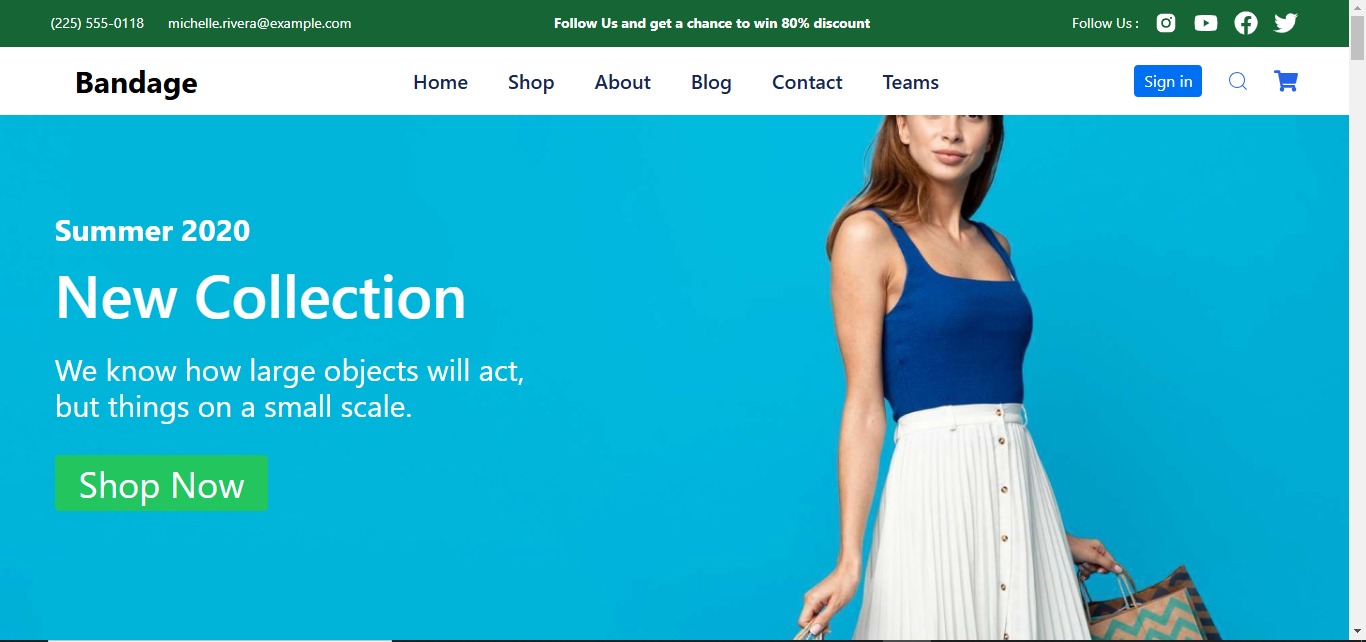 (225) 555-0118 michelle.rivera@example.com Follow Us and get a chance to win 80% discount Follow Us :
Bandage Home Shop About Blog Contact Teams Sign in
Summer 2020
New Collection
We know how large objects will act,
but things on a small scale.
Shop Now